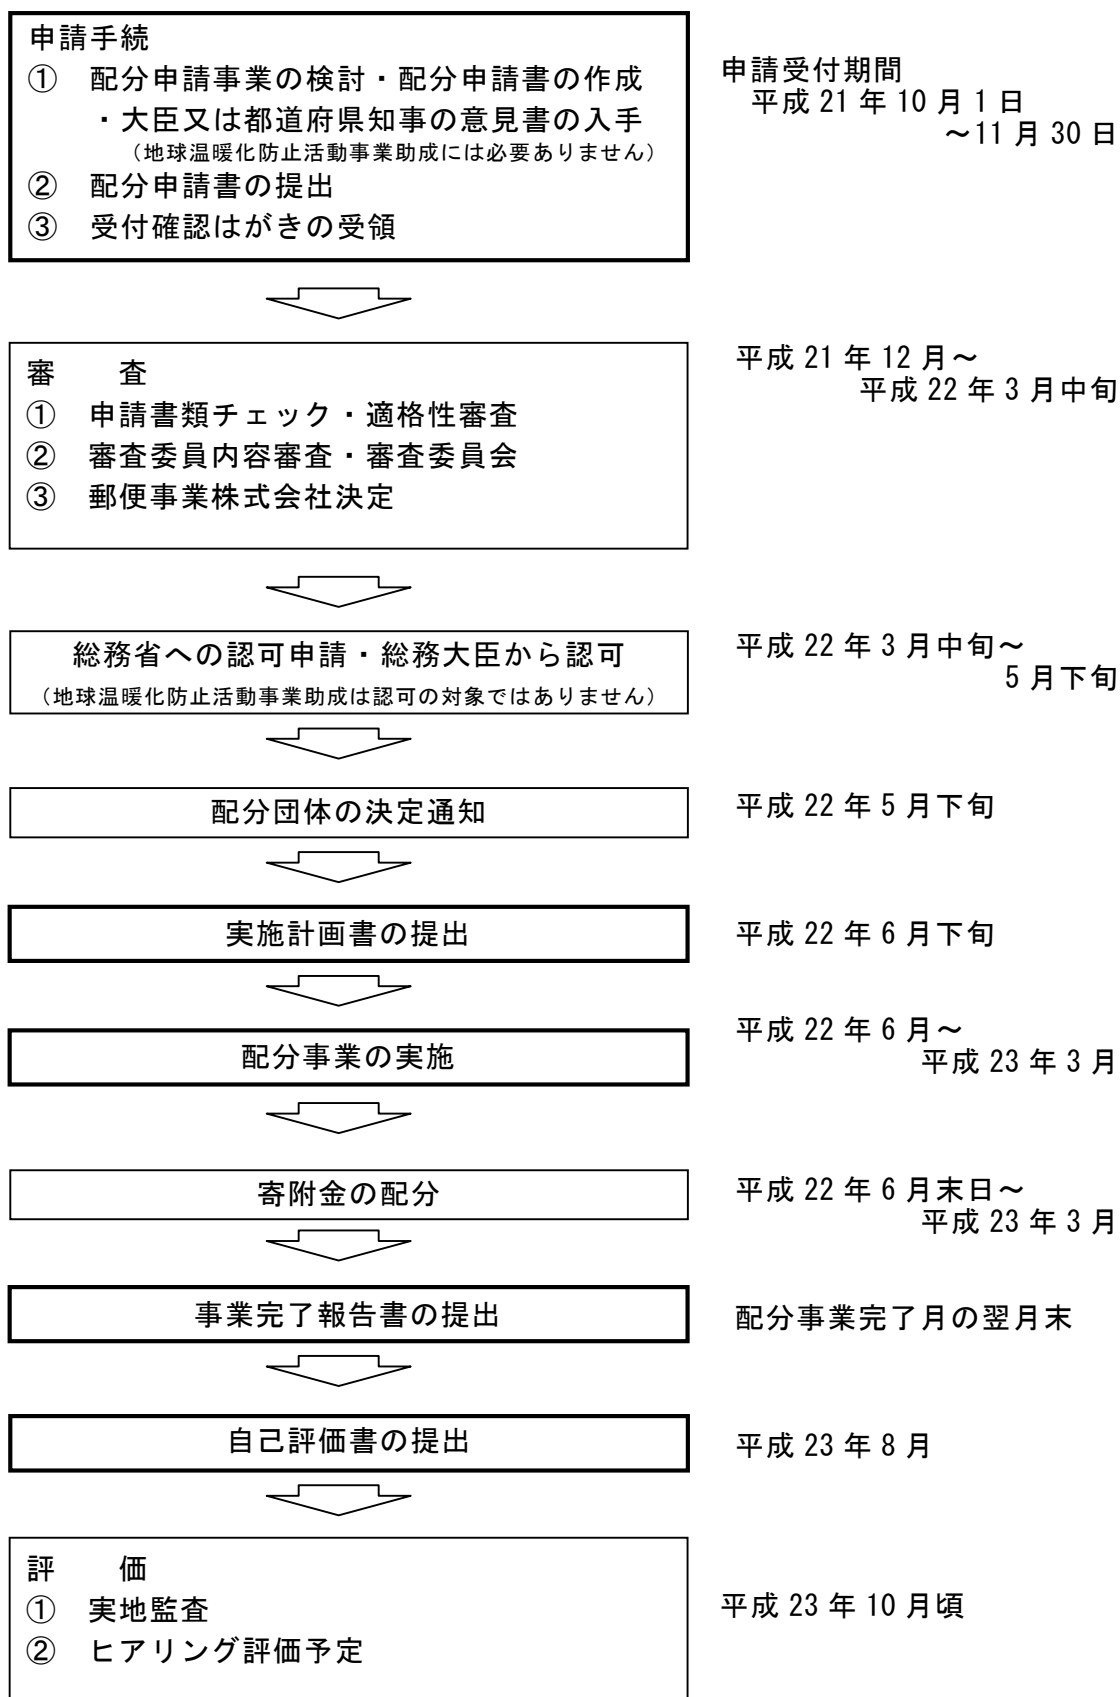 申請手続
① 配分申請事業の検討・配分申請書の作成
・大臣又は都道府県知事の意見書の入手
（地球温暖化防止活動事業助成には必要ありません）
② 配分申請書の提出
③ 受付確認はがきの受領
申請受付期間
平成 21 年 10 月 1 日
～11 月 30 日
審 査
① 申請書類チェック・適格性審査
② 審査委員内容審査・審査委員会
③ 郵便事業株式会社決定
平成 21 年 12 月～
平成 22 年 3 月中旬
総務省への認可申請・総務大臣から認可
（地球温暖化防止活動事業助成は認可の対象ではありません）
平成 22 年 3 月中旬～
5 月下旬
配分団体の決定通知
平成 22 年 5 月下旬
実施計画書の提出
平成 22 年 6 月下旬
配分事業の実施
平成 22 年 6 月～
平成 23 年 3 月
寄附金の配分
平成 22 年 6 月末日～
平成 23 年 3 月
事業完了報告書の提出
配分事業完了月の翌月末
自己評価書の提出
平成 23 年 8 月
評 価
① 実地監査
② ヒアリング評価予定
平成 23 年 10 月頃